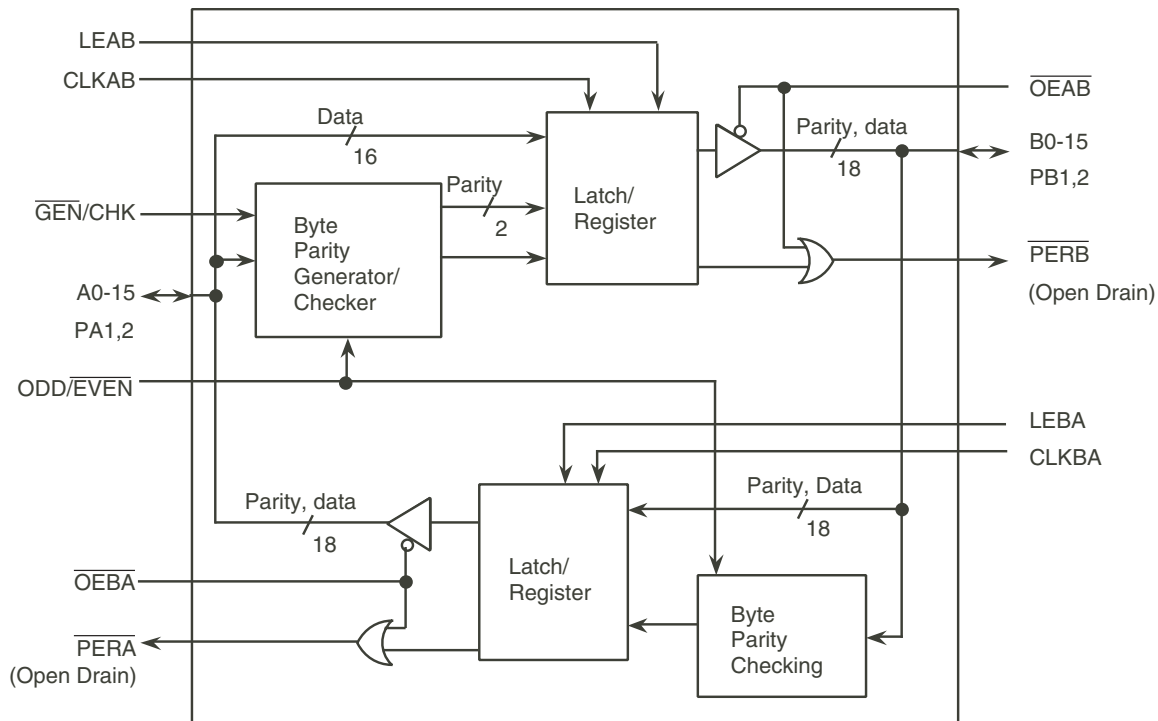 LEAB
CLKAB
OEAB
Data
16
Parity, data
18
B0-15
PB1,2
Latch/
Register
Parity
2
GEN/CHK
Byte
Parity
Generator/
Checker
PERB
(Open Drain)
A0-15
PA1,2
ODD/EVEN
LEBA
CLKBA
Parity, data
18
Parity, Data
18
Latch/
Register
OEBA
Byte
Parity
Checking
PERA
(Open Drain)